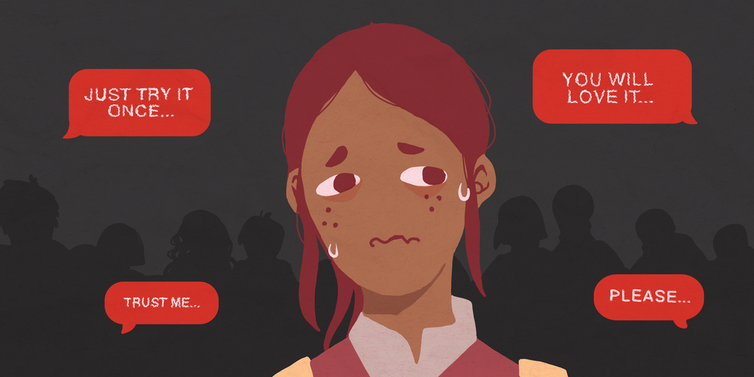 JUST TRY IT
ONCE...
YOU WILL
LOVE IT...
TRUST ME...
PLEASE...